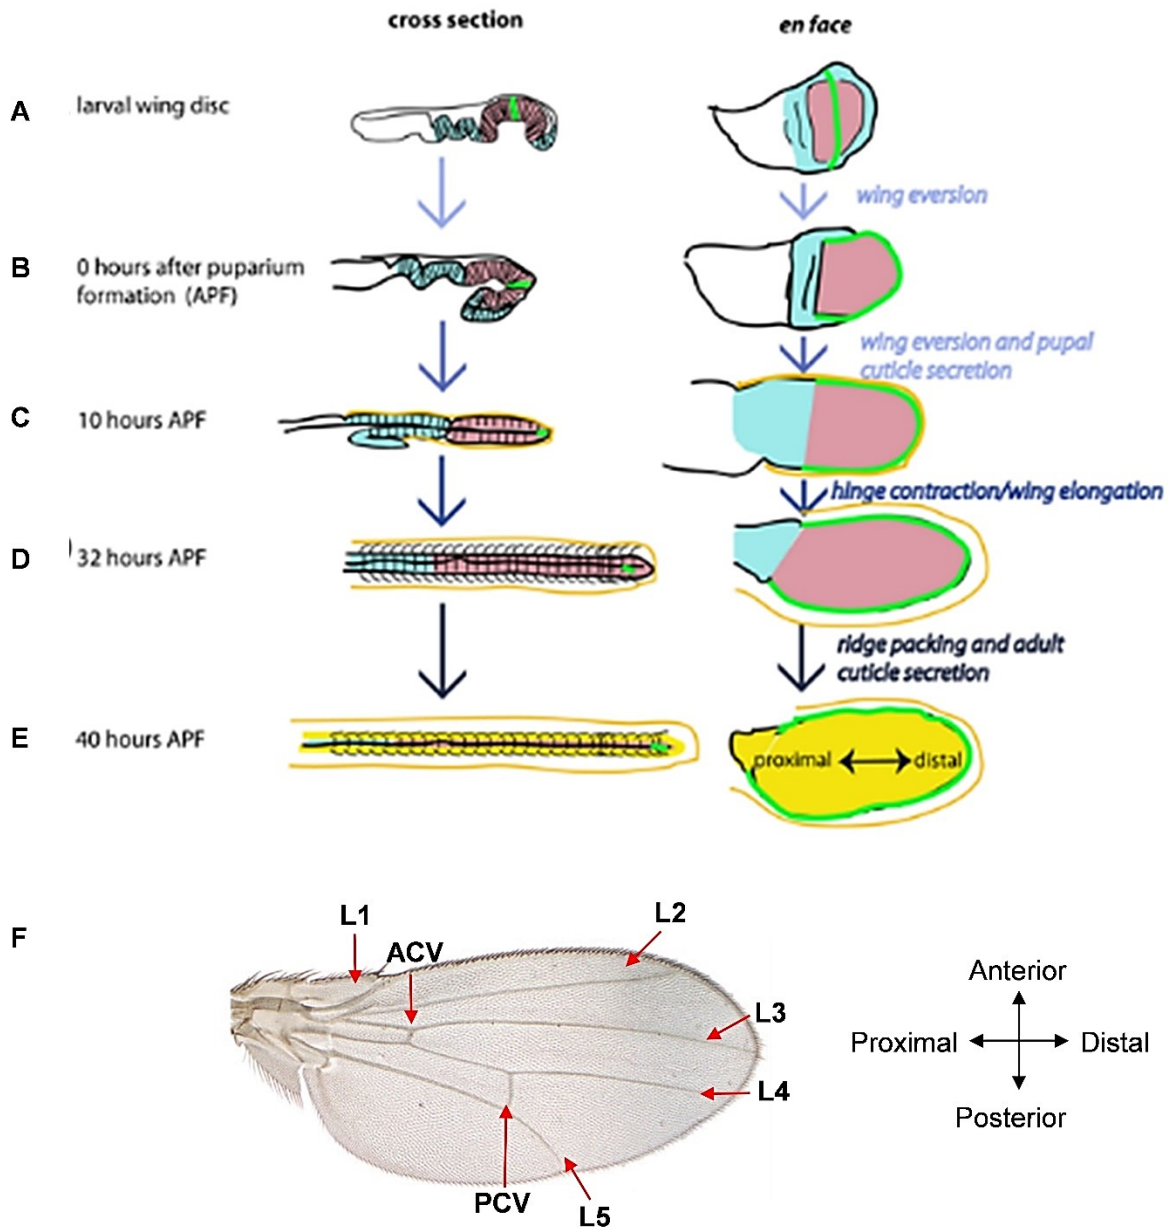 cross section
en face
A
larval wing disc
wing eversion
B
0 hours after puparium
formation (APF)
wing eversion and pupal
cuticle secretion
C
10 hours APF
hinge contraction/wing elongation
D
) 32 hours APF
ridge packing and adult
cuticle secretion
E
40 hours APF
proximal
distal
F
L1
ACV
L2
L3
L4
PCV
L5
Anterior
Proximal
Distal
Posterior